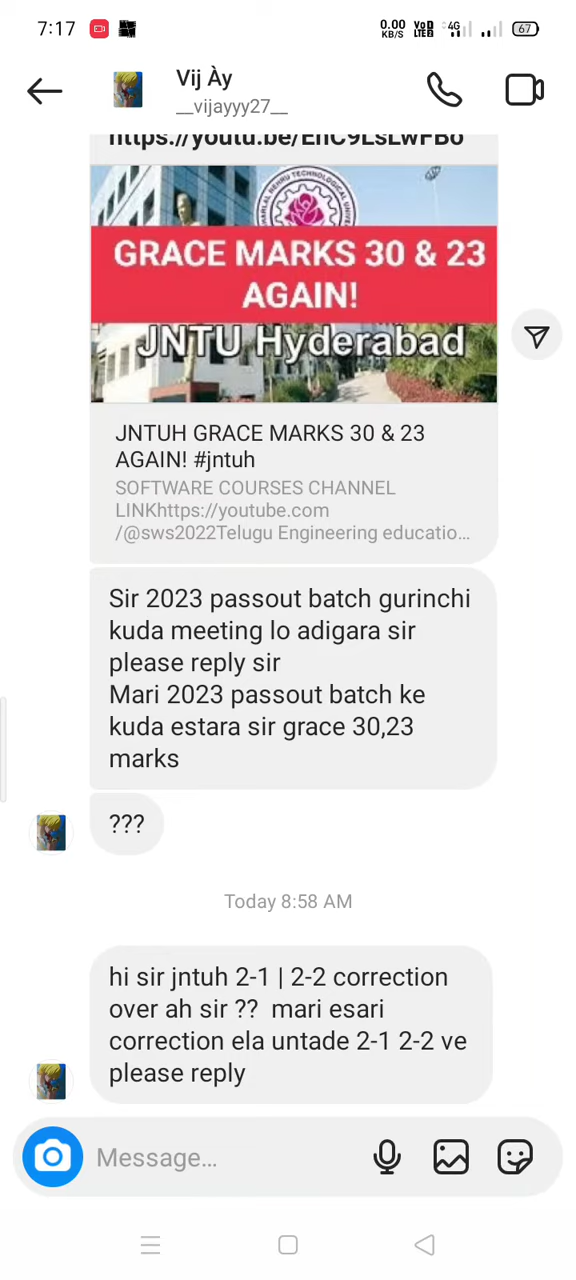 7:17
0.00
KB/S
VoD
LTE2
4G
67
Vij Ày
__vijayyy27__
GRACE MARKS 30 & 23
AGAIN!
JNTU Hyderabad
JNTUH GRACE MARKS 30 & 23
AGAIN! #jntuh
SOFTWARE COURSES CHANNEL
LINKhttps://youtube.com
/@sws2022Telugu Engineering educatio…
Sir 2023 passout batch gurinchi
kuda meeting lo adigara sir
please reply sir
Mari 2023 passout batch ke
kuda estara sir grace 30,23
marks
???
Today 8:58 AM
hi sir jntuh 2-1 | 2-2 correction
over ah sir ?? mari esari
correction ela untade 2-1 2-2 ve
please reply
Message...